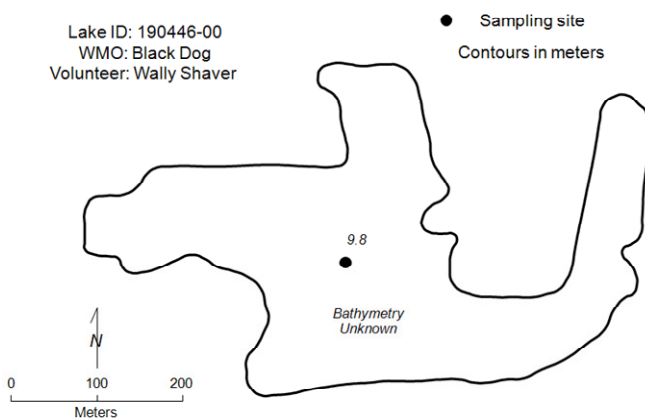 Lake ID: 190446-00
WMO: Black Dog
Volunteer: Wally Shaver
Sampling site
Contours in meters
9.8
Bathymetry
Unknown
N
0 100 200
Meters